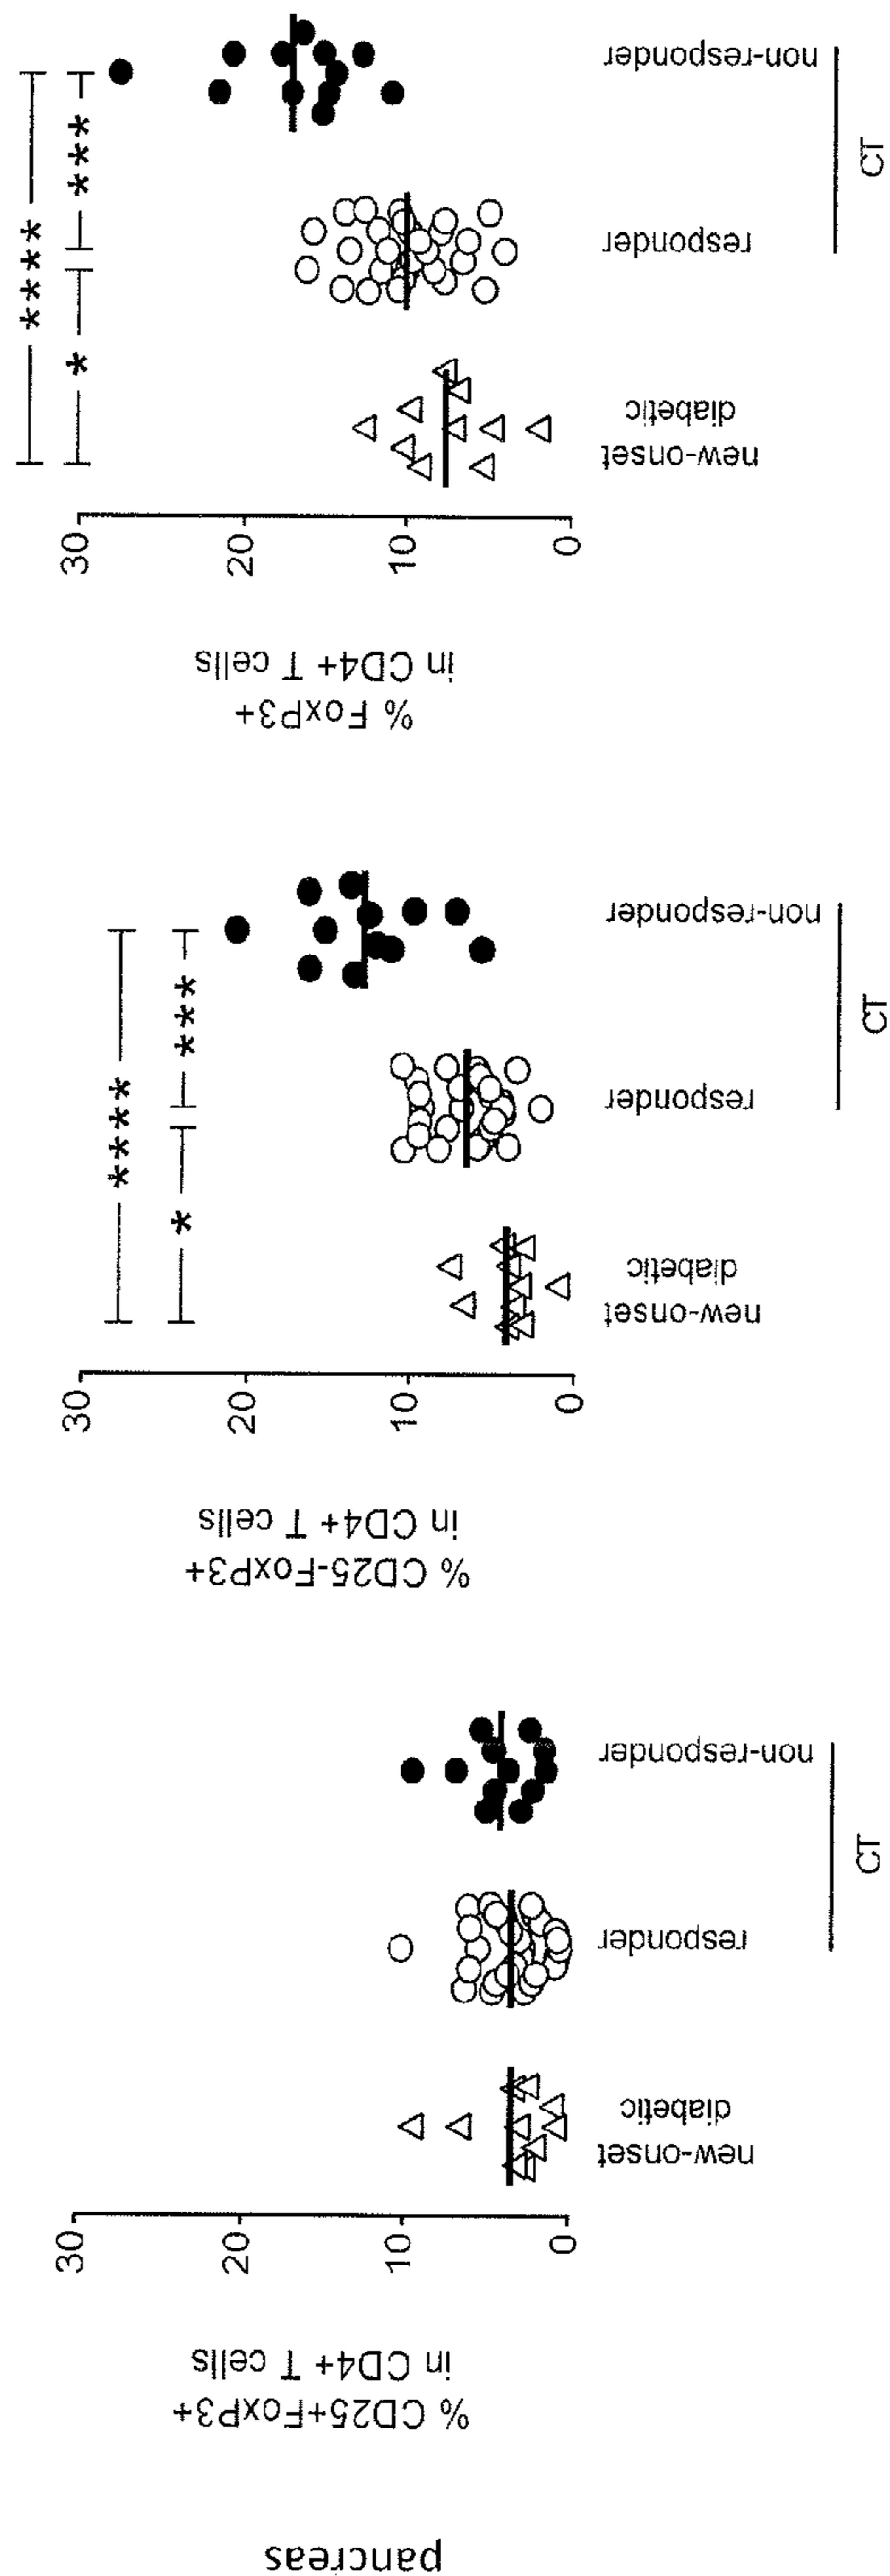 pancreas
% CD25+FoxP3+
in CD4+ T cells
30
20
10
0
new-onset
diabetic
responder
non-responder
CT
% CD25-FoxP3+
in CD4+ T cells
30
20
10
0
****
*
***
new-onset
diabetic
responder
non-responder
CT
% FoxP3+
in CD4+ T cells
30
20
10
0
****
*
***
new-onset
diabetic
responder
non-responder
CT